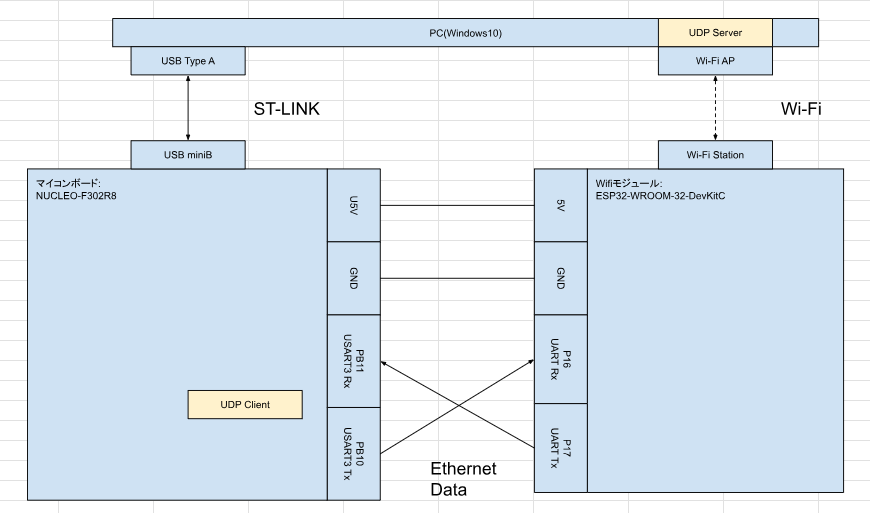 PC(Windows10)
UDP Server
USB Type A
Wi-Fi AP
ST-LINK
Wi-Fi
USB miniB
Wi-Fi Station
マイコンボード:
NUCLEO-F302R8
U5V
5V
Wifiモジュール:
ESP32-WROOM-32-DevKitC
GND
GND
PB11
USART3 Rx
P16
UART Rx
UDP Client
PB10
USART3 Tx
P17
UART Tx
Ethernet
Data